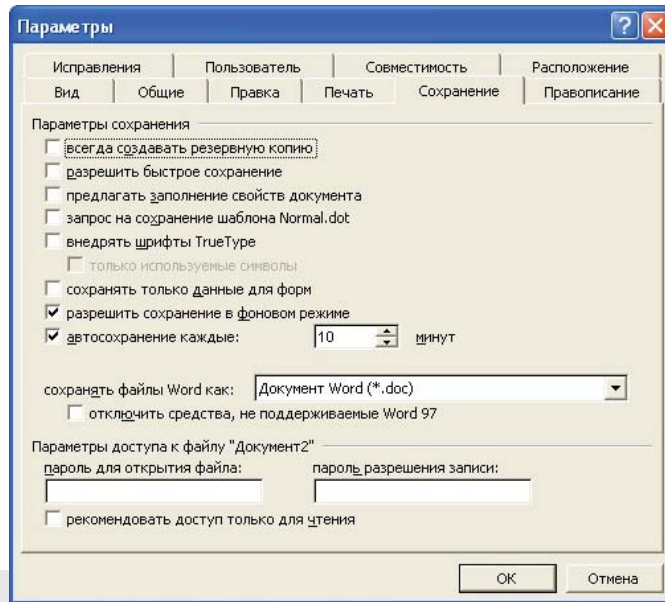 Параметры
Исправления Пользователь Совместимость Расположение
Вид Общие Правка Печать Сохранение Правописание
Параметры сохранения
всегда создавать резервную копию
разрешить быстрое сохранение
предлагать заполнение свойств документа
запрос на сохранение шаблона Normal.dot
внедрять шрифты TrueType
только используемые символы
сохранять только данные для форм
разрешить сохранение в фоновом режиме
автосохранение каждые: 10 минут
сохранять файлы Word как: Документ Word (*.doc)
отключить средства, не поддерживаемые Word 97
Параметры доступа к файлу "Документ2"
пароль для открытия файла: пароль разрешения записи:
рекомендовать доступ только для чтения
ОК Отмена